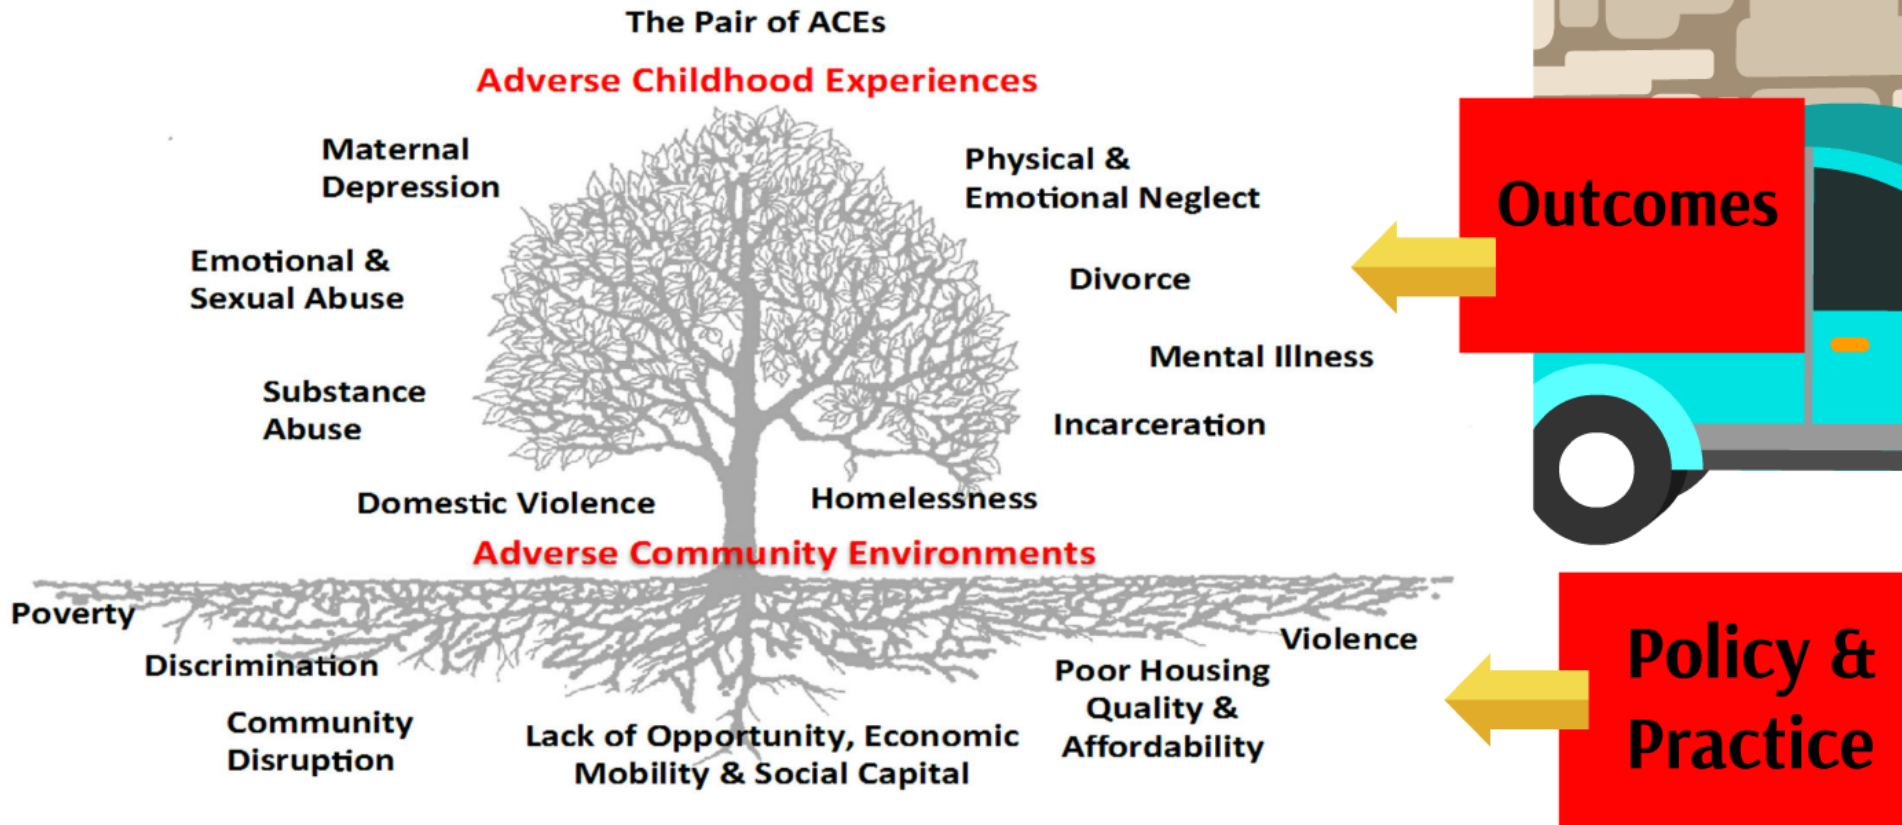 The Pair of ACEs
Adverse Childhood Experiences
Maternal
Depression
Physical &
Emotional Neglect
Outcomes
Emotional &
Sexual Abuse
Divorce
Mental Illness
Substance
Abuse
Incarceration
Domestic Violence
Homelessness
Adverse Community Environments
Poverty
Violence
Discrimination
Poor Housing
Quality &
Affordability
Policy &
Practice
Community
Disruption
Lack of Opportunity, Economic
Mobility & Social Capital